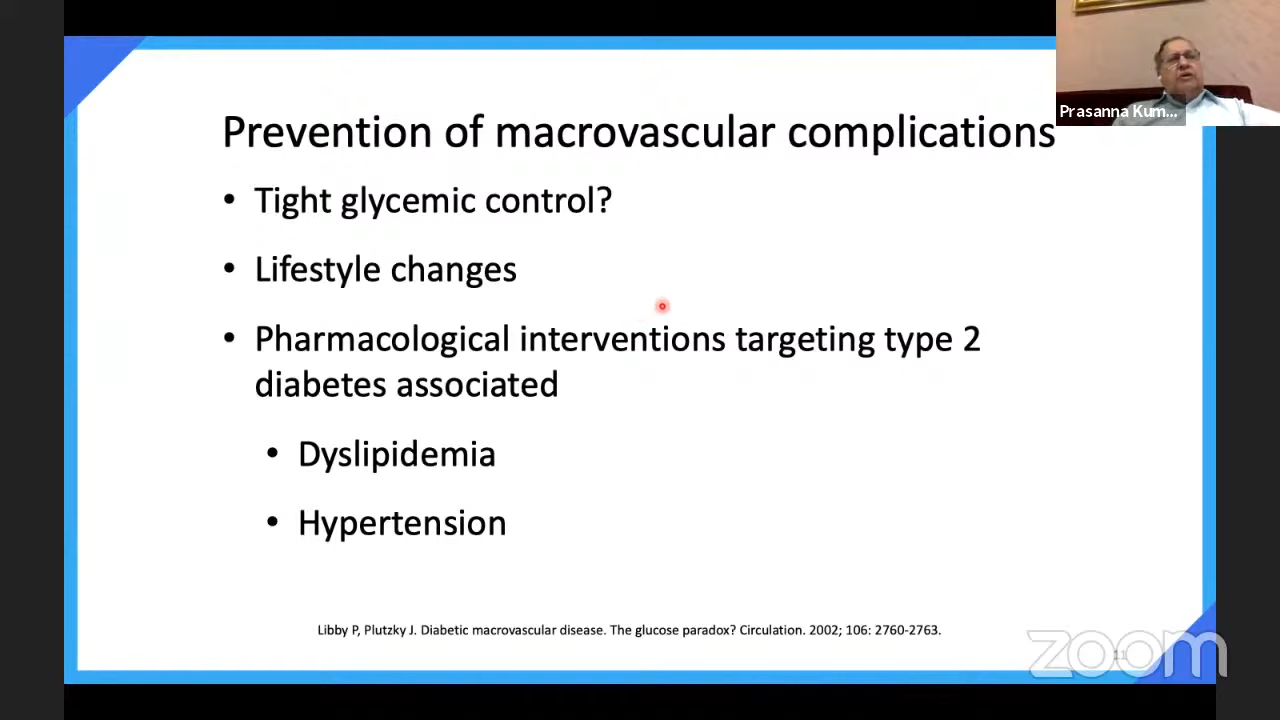 Prasanna Kum...
Prevention of macrovascular complications
• Tight glycemic control?
• Lifestyle changes
• Pharmacological interventions targeting type 2
diabetes associated
• Dyslipidemia
• Hypertension
Libby P, Plutzky J. Diabetic macrovascular disease. The glucose paradox? Circulation. 2002; 106: 2760-2763.
zoom
11